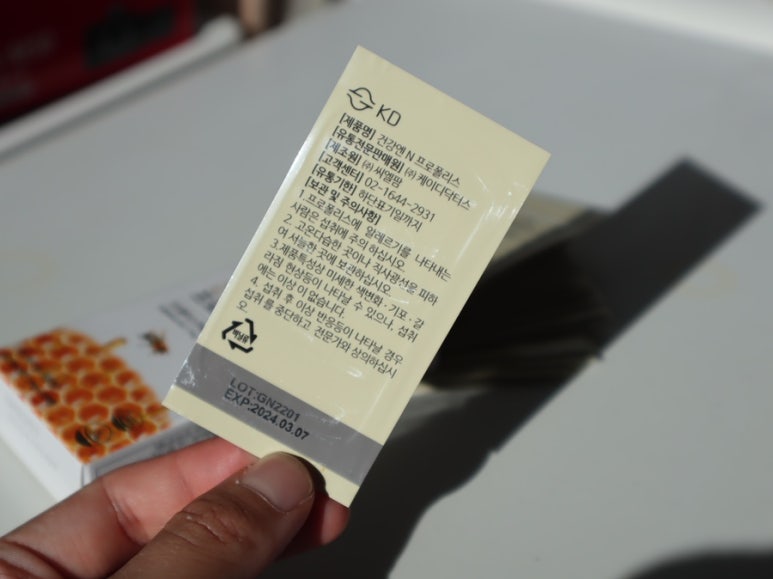 KD
[제품명] 건강엔 N 프로폴리스
[유통전문판매원] ㈜케이디닥터스
[제조원] ㈜씨엘팜
[고객센터] 02-1644-2931
[유통기한] 하단표기일까지
[보관 및 주의사항]
1.프로폴리스에 알레르기를 나타내는
사람은 섭취에 주의 하십시오.
2. 고온다습한 곳이나 직사광선을 피하
여 서늘한 곳에 보관하십시오.
3.제품특성상 미세한 색변화·기포·갈
라짐 현상등이 나타날 수 있으나, 섭취
에는 이상이 없습니다.
4. 섭취 후 이상 반응등이 나타날 경우
섭취를 중단하고, 전문가와 상의하십시
오.
LOT:GN2201
EXP:2024.03.07